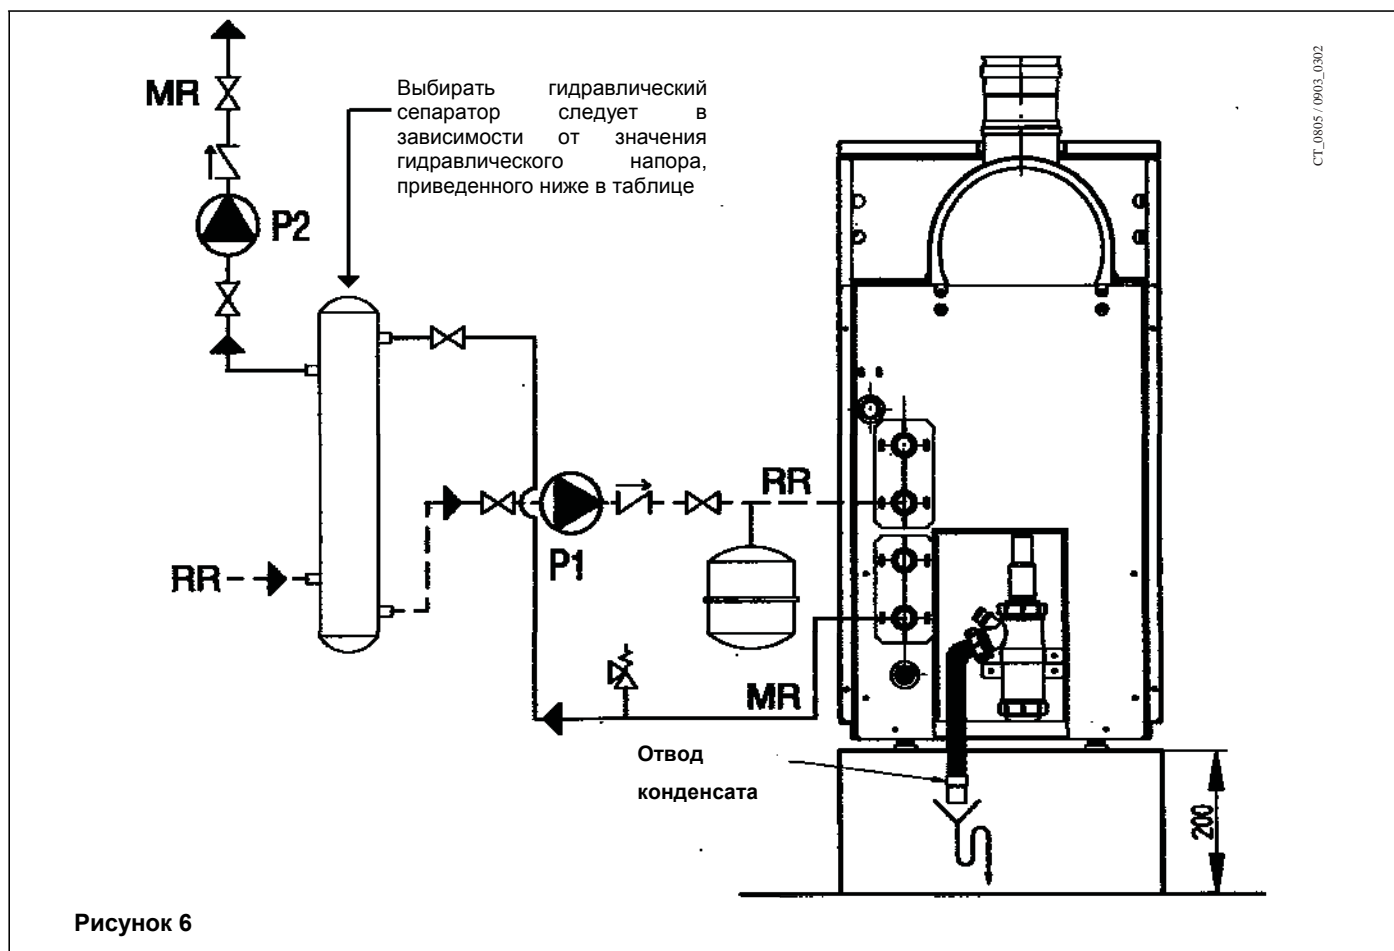 MR
Выбирать гидравлический
сепаратор следует в
зависимости от значения
гидравлического напора,
приведенного ниже в таблице
CT_0805 / 0903_0302
P2
RR
P1
RR
MR
Отвод
конденсата
200
Рисунок 6